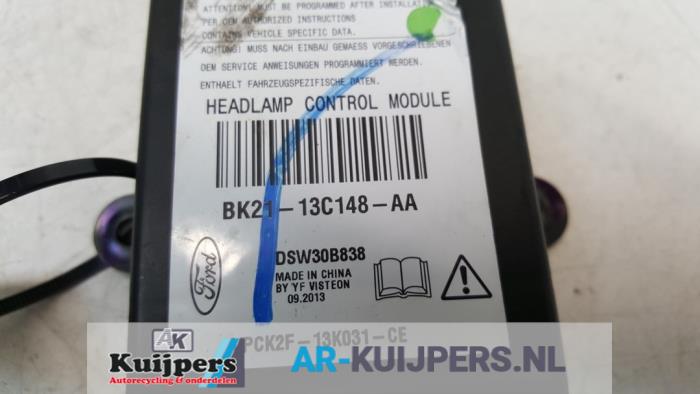 ATTENTION! MUST BE PROGRAMMED AFTER INSTALLATION
PER OEM AUTHORIZED INSTRUCTIONS
CONTAINS VEHICLE SPECIFIC DATA.
ACHTUNG! MUSS NACH EINBAU GEMAESS VORGESCHRIEBENEN
OEM SERVICE ANWEISUNGEN PROGRAMMIERT WERDEN.
ENTHAELT FAHRZEUGSPEZIFISCHE DATEN.
HEADLAMP CONTROL MODULE
BK21-13C148-AA
Ford
DSW30B838
MADE IN CHINA
BY YF VISTEON
09.2013
PCK2F-13K031-CE
AK
Kuijpers
Autorecycling & onderdelen
AR-KUIJPERS.NL